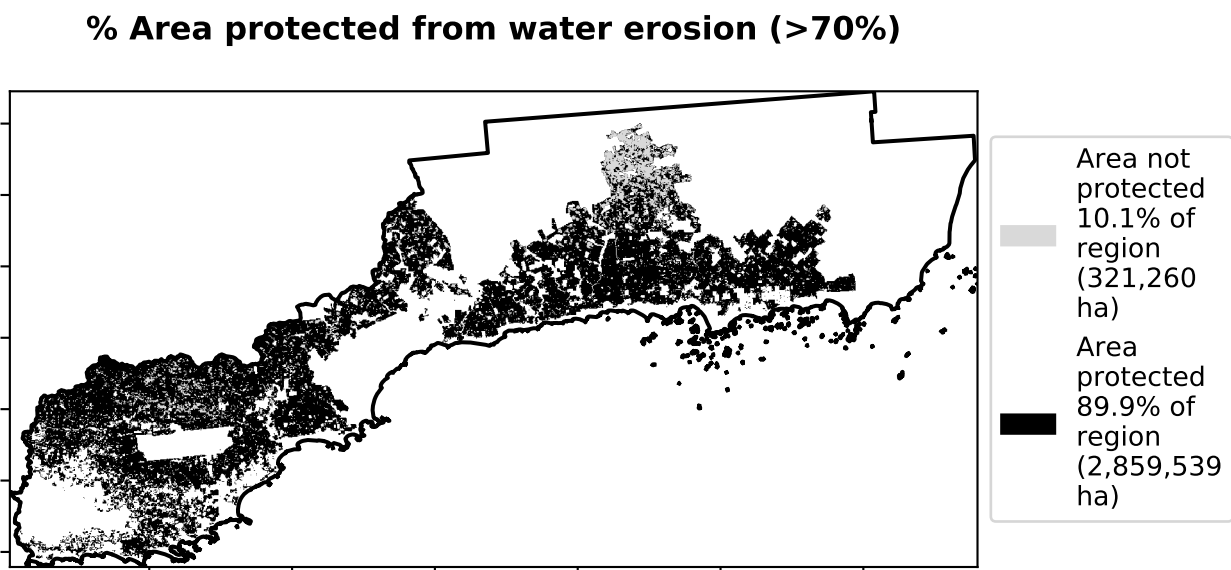 % Area protected from water erosion (>70%)
Area not
protected
10.1% of
region
(321,260
ha)
Area
protected
89.9% of
region
(2,859,539
ha)